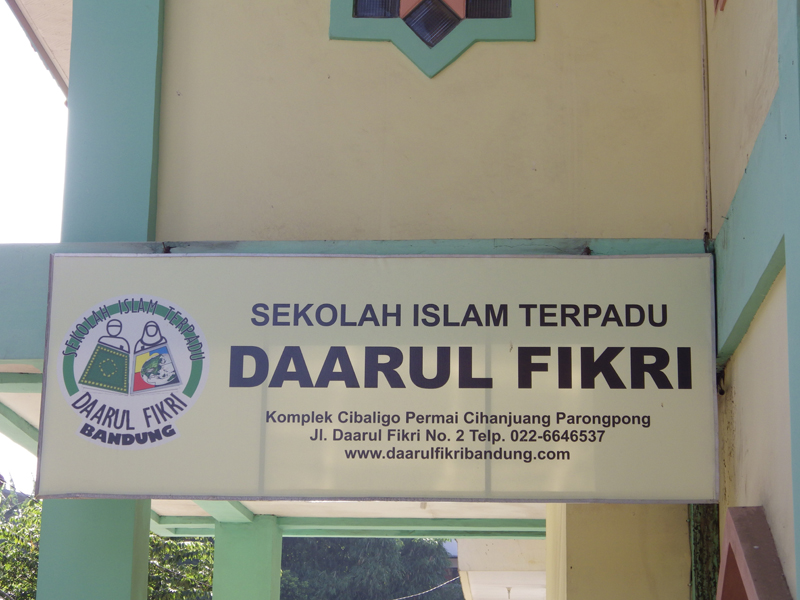 SEKOLAH ISLAM TERPADU
DAARUL FIKRI
BANDUNG
SEKOLAH ISLAM TERPADU
DAARUL FIKRI
Komplek Cibaligo Permai Cihanjuang Parongpong
Jl. Daarul Fikri No. 2 Telp. 022-6646537
www.daarulfikribandung.com